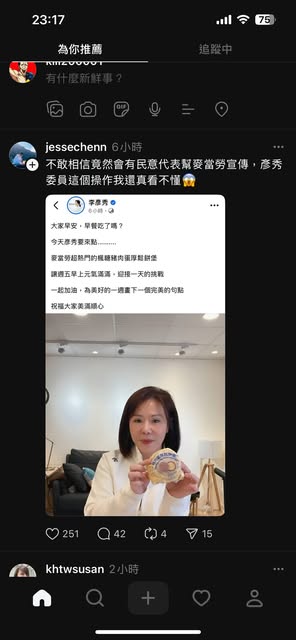 23:17
75
為你推薦
追蹤中
有什麼新鮮事？
GIF
jessechenn 6小時
不敢相信竟然會有民意代表幫麥當勞宣傳，彥秀
委員這個操作我還真看不懂😱
李彥秀
6小時
大家早安，早餐吃了嗎？
今天彥秀要來點..........
麥當勞超熱門的楓糖豬肉蛋厚鬆餅堡
讓週五早上元氣滿滿，迎接一天的挑戰
一起加油，為美好的一週畫下一個完美的句點
祝福大家美滿順心
251 42 4 15
khtwsusan 2小時